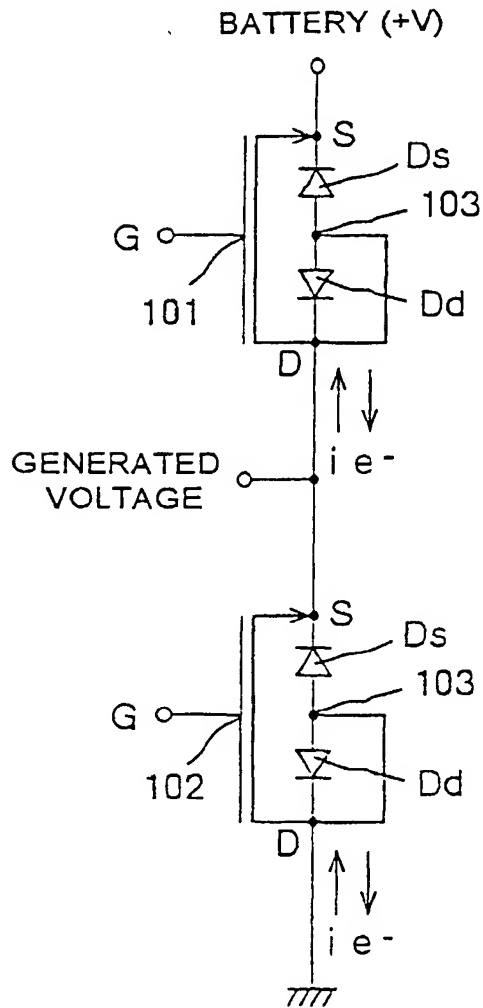 BATTERY (+V)
S
Ds
103
G
101
Dd
D
i e-
GENERATED
VOLTAGE
S
Ds
103
G
102
Dd
D
i e-